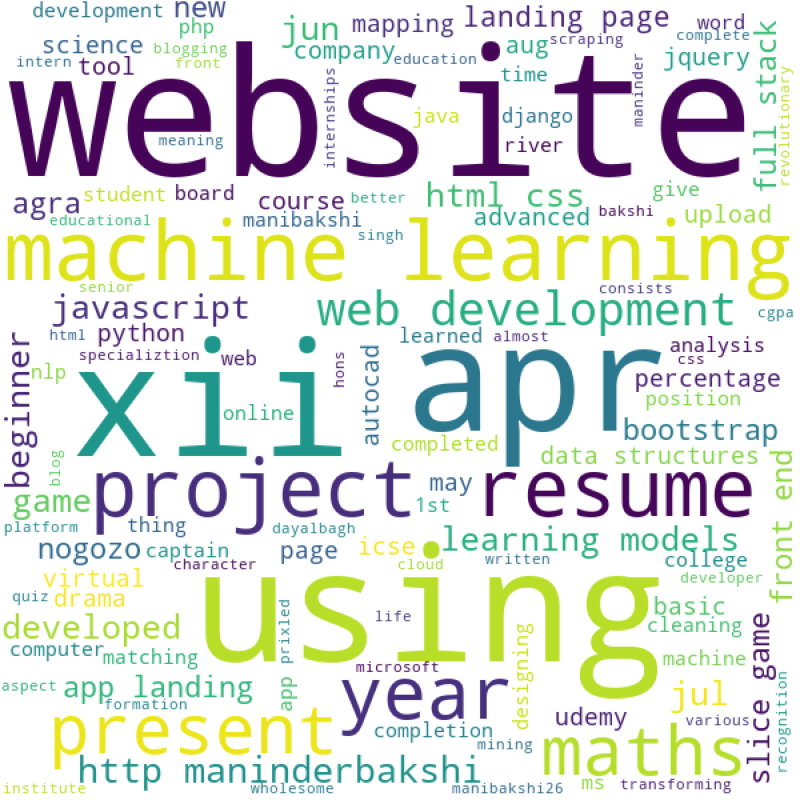 development
new
php
jun
mapping
landing page
word
complete
science
blogging
company
education
aug
scraping
jquery
intern
front
tool
internships
time
maninder
full stack
revolutionary
website
meaning
java
django
river
agra
student
board
course
better
html css
give
educational
manibakshi
advanced
bakshi
upload
singh
machine learning
senior
consists
javascript
web development
cgpa
html
python
learned
almost
analysis
beginner
specializtion
web
hons
autocad
css
nlp
xii
apr
percentage
online
position
completed
bootstrap
blog
data structures
front end
project
resume
game
may
1st
platform
thing
dayalbagh
nogozo
captain
page
icse
learning models
character
cloud
written
college
virtual
using
developer
quiz
drama
app prixled
basic
developed
life
cleaning
computer
matching
designing
machine
slice game
microsoft
aspect
app landing
year
jul
recognition
formation
present
completion
udemy
various
mining
maths
http maninderbakshi
institute
wholesome
manibakshi26
ms
transforming